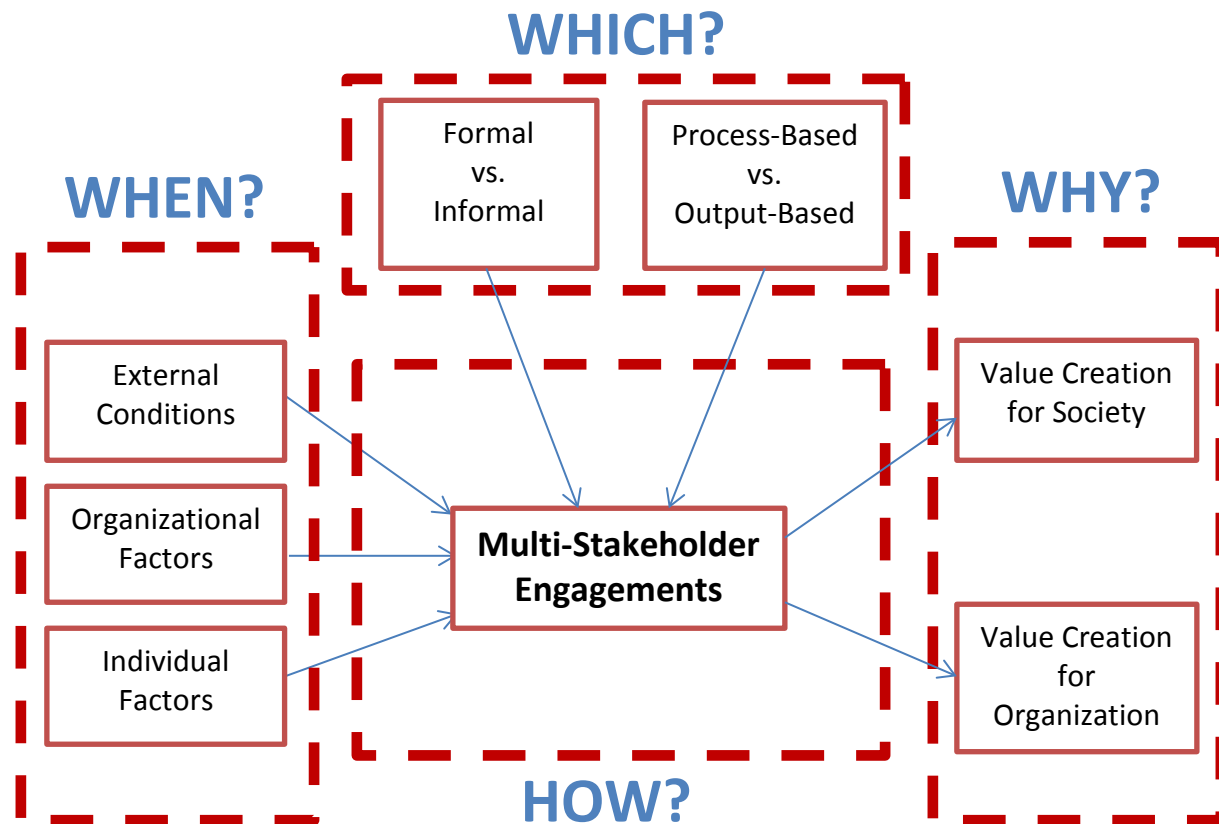 WHICH?
Formal
vs.
Informal
Process-Based
vs.
Output-Based
WHEN?
External
Conditions
Organizational
Factors
Individual
Factors
Multi-Stakeholder
Engagements
HOW?
WHY?
Value Creation
for Society
Value Creation
for
Organization